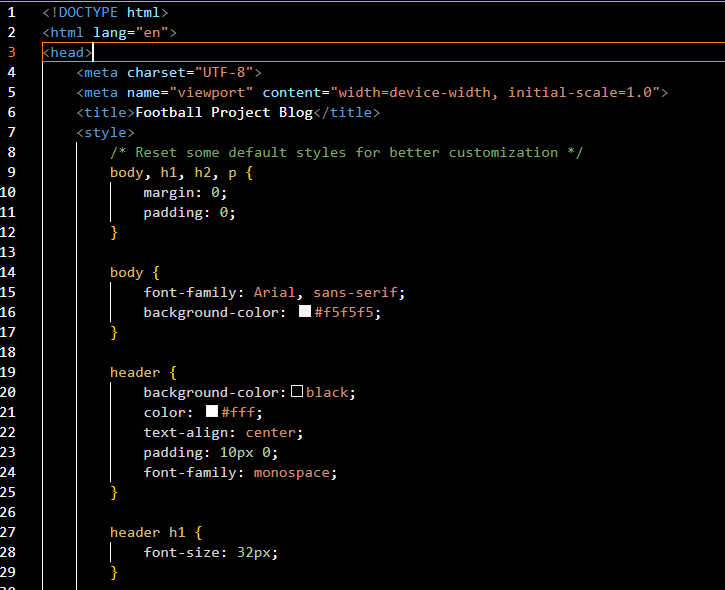 1 <!DOCTYPE html>
2 <html lang="en">
3 <head>
4 <meta charset="UTF-8">
5 <meta name="viewport" content="width=device-width, initial-scale=1.0">
6 <title>Football Project Blog</title>
7 <style>
8 /* Reset some default styles for better customization */
9 body, h1, h2, p {
10 margin: 0;
11 padding: 0;
12 }
13
14 body {
15 font-family: Arial, sans-serif;
16 background-color: #f5f5f5;
17 }
18
19 header {
20 background-color: black;
21 color: #fff;
22 text-align: center;
23 padding: 10px 0;
24 font-family: monospace;
25 }
26
27 header h1 {
28 font-size: 32px;
29 }